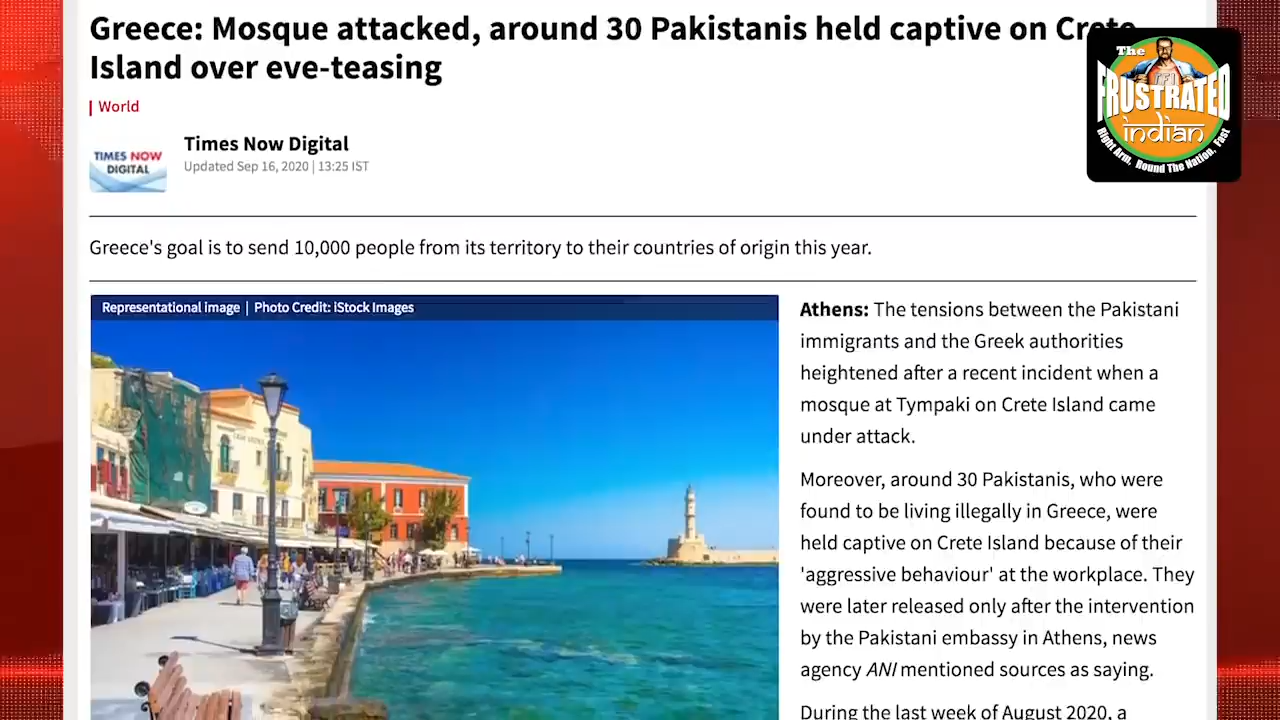 Greece: Mosque attacked, around 30 Pakistanis held captive on Crete
Island over eve-teasing
World
The
TFI
FRUSTRATED
indian
Right Arm, Round The Nation, Fast
TIMES NOW
DIGITAL
Times Now Digital
Updated Sep 16, 2020 | 13:25 IST
Greece's goal is to send 10,000 people from its territory to their countries of origin this year.
Representational image | Photo Credit: iStock Images
Athens: The tensions between the Pakistani
immigrants and the Greek authorities
heightened after a recent incident when a
mosque at Tympaki on Crete Island came
under attack.
Moreover, around 30 Pakistanis, who were
found to be living illegally in Greece, were
held captive on Crete Island because of their
'aggressive behaviour' at the workplace. They
were later released only after the intervention
by the Pakistani embassy in Athens, news
agency ANI mentioned sources as saying.
During the last week of August 2020, a